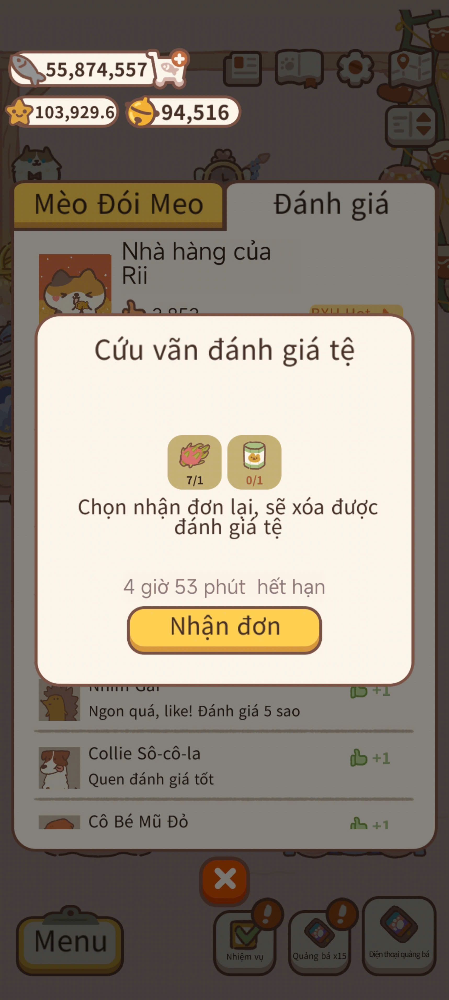 55,874,557
103,929.6
94,516
Mèo Đói Meo
Đánh giá
Nhà hàng của
Rii
Cứu vãn đánh giá tệ
7/1
0/1
Chọn nhận đơn lại, sẽ xóa được
đánh giá tệ
4 giờ 53 phút hết hạn
Nhận đơn
+1
Ngon quá, like! Đánh giá 5 sao
Collie Sô-cô-la
+1
Quen đánh giá tốt
Cô Bé Mũ Đỏ
+1
Menu
Nhiệm vụ
Quảng bá x15
Điện thoại quảng bá